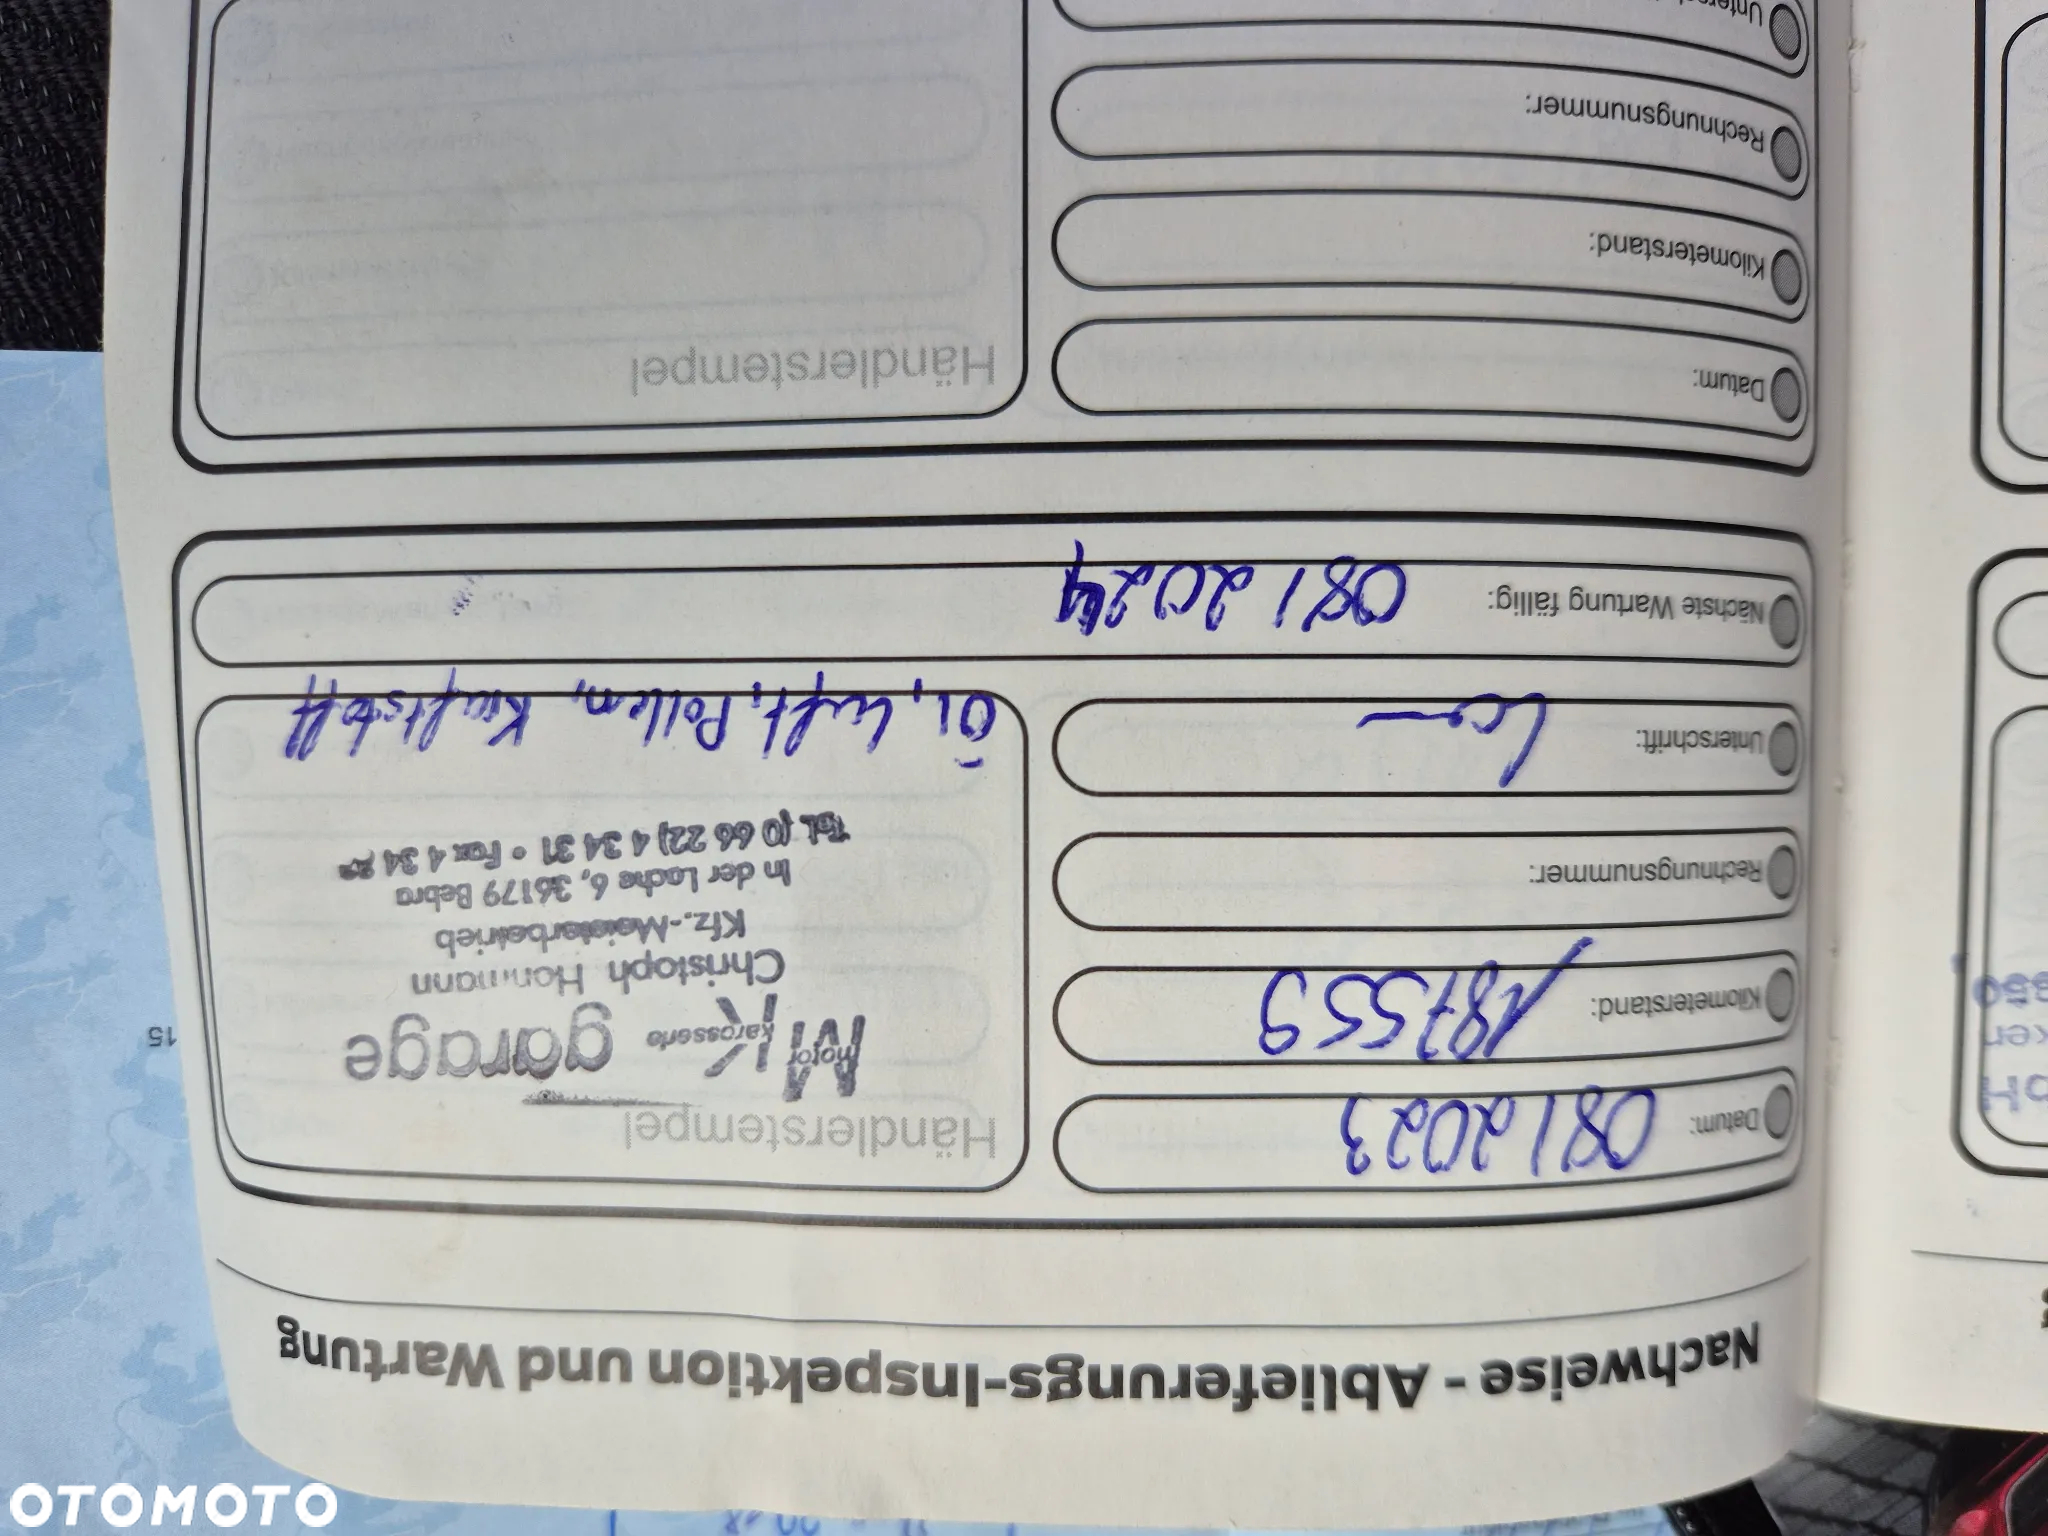 Nachweise - Ablieferungs-Inspektion und Wartung
Datum: 08/2023
Kilometerstand: 187559
Rechnungsnummer:
Unterschrift:
Nächste Wartung fällig: 08/2024
Händlerstempel
MK garage
Motor
Karosserie
Christoph
Kfz.-Meisterbetrieb
In der Lache 6, 36179 Bebra
Tel. (0 66 22) 4 34 31 • Fax 4 34
Öl, Luft, Pollen, Kraftstoff
15
Datum:
Kilometerstand:
Rechnungsnummer:
Händlerstempel
OTOMOTO